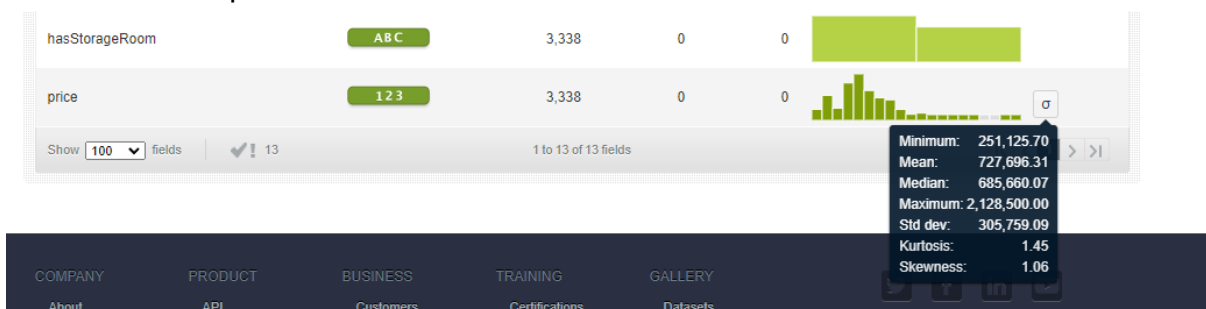 hasStorageRoom ABC 3,338 0 0
price 123 3,338 0 0
σ
Show 100 fields 13 1 to 13 of 13 fields
Minimum: 251,125.70
Mean: 727,696.31
Median: 685,660.07
Maximum: 2,128,500.00
Std dev: 305,759.09
Kurtosis: 1.45
Skewness: 1.06
COMPANY PRODUCT BUSINESS TRAINING GALLERY
About API Customers Certifications Datasets